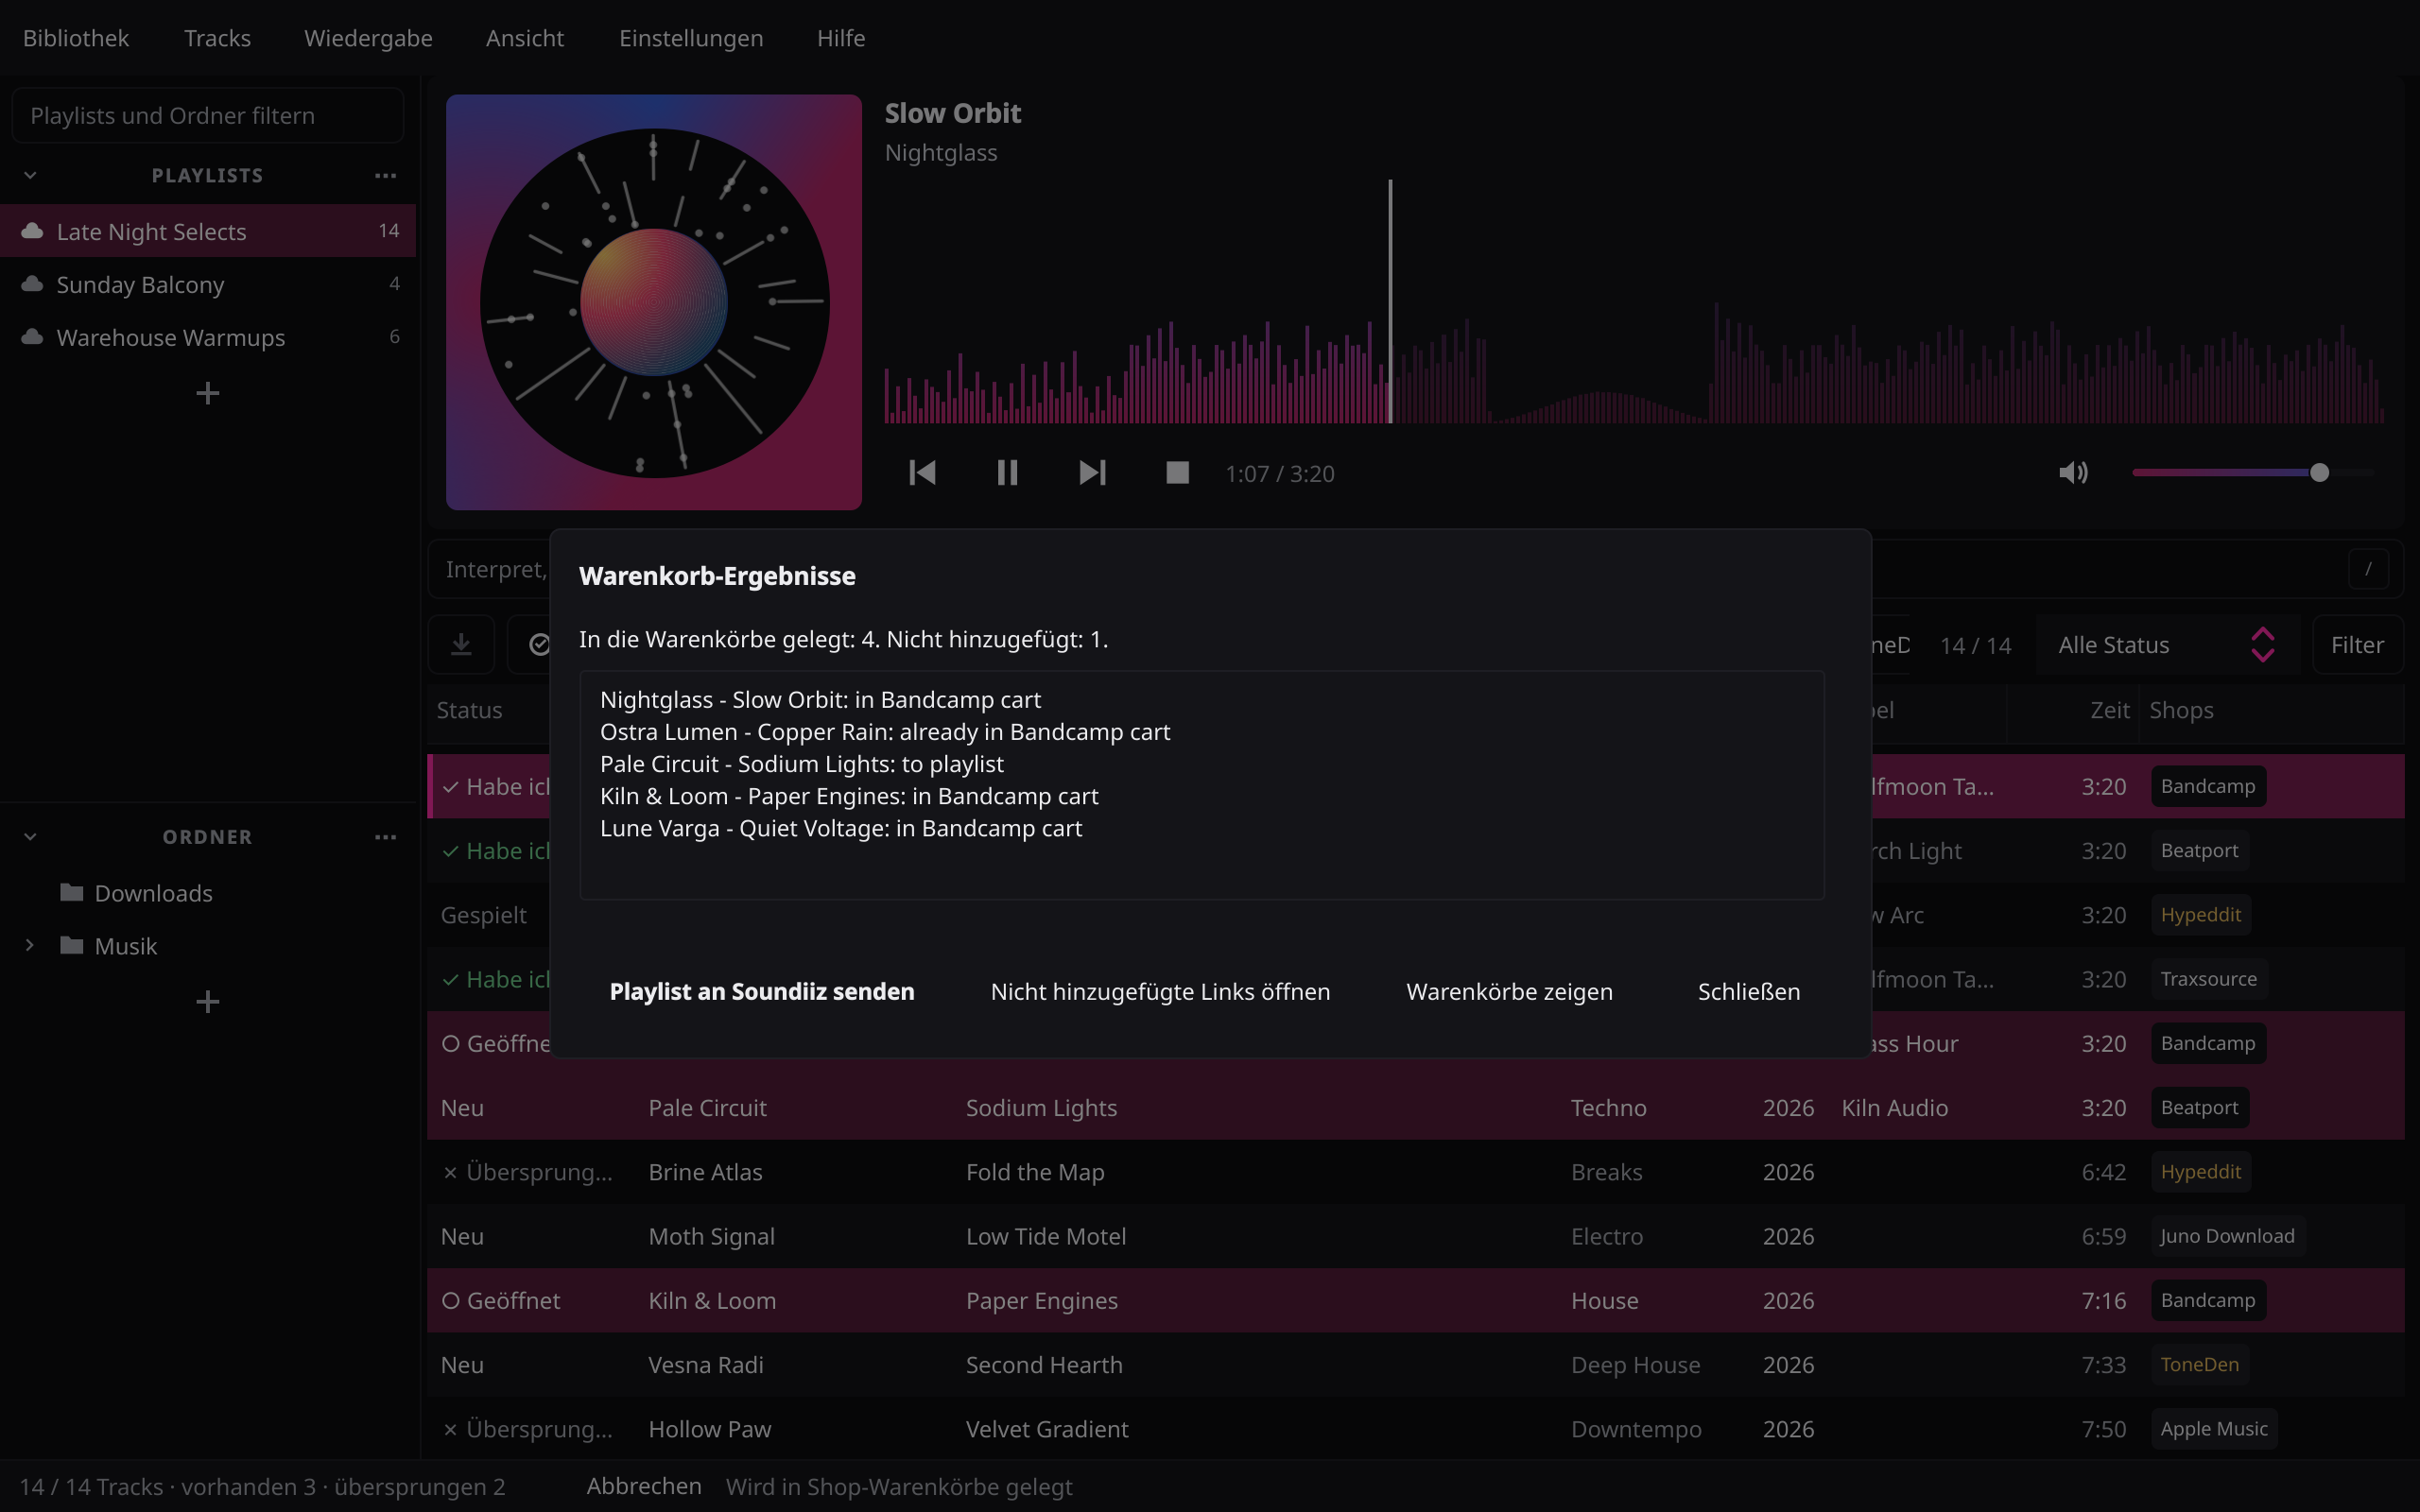 Bibliothek Tracks Wiedergabe Ansicht Einstellungen Hilfe
Playlists und Ordner filtern
PLAYLISTS ...
Late Night Selects 14
Sunday Balcony 4
Warehouse Warmups 6
+
ORDNER ...
Downloads
Musik
+
Slow Orbit
Nightglass
1:07 / 3:20
Interpret, /
neD 14 / 14 Alle Status Filter
Status bel Zeit Shops
Warenkorb-Ergebnisse
In die Warenkörbe gelegt: 4. Nicht hinzugefügt: 1.
Nightglass - Slow Orbit: in Bandcamp cart
Ostra Lumen - Copper Rain: already in Bandcamp cart
Pale Circuit - Sodium Lights: to playlist
Kiln & Loom - Paper Engines: in Bandcamp cart
Lune Varga - Quiet Voltage: in Bandcamp cart
Playlist an Soundiiz senden Nicht hinzugefügte Links öffnen Warenkörbe zeigen Schließen
✓ Habe ich lfmoon Ta... 3:20 Bandcamp
✓ Habe ich rch Light 3:20 Beatport
Gespielt w Arc 3:20 Hypeddit
✓ Habe ich lfmoon Ta... 3:20 Traxsource
Geöffne ass Hour 3:20 Bandcamp
Neu Pale Circuit Sodium Lights Techno 2026 Kiln Audio 3:20 Beatport
× Übersprung... Brine Atlas Fold the Map Breaks 2026 6:42 Hypeddit
Neu Moth Signal Low Tide Motel Electro 2026 6:59 Juno Download
Geöffnet Kiln & Loom Paper Engines House 2026 7:16 Bandcamp
Neu Vesna Radi Second Hearth Deep House 2026 7:33 ToneDen
× Übersprung... Hollow Paw Velvet Gradient Downtempo 2026 7:50 Apple Music
14 / 14 Tracks · vorhanden 3 · übersprungen 2 Abbrechen Wird in Shop-Warenkörbe gelegt